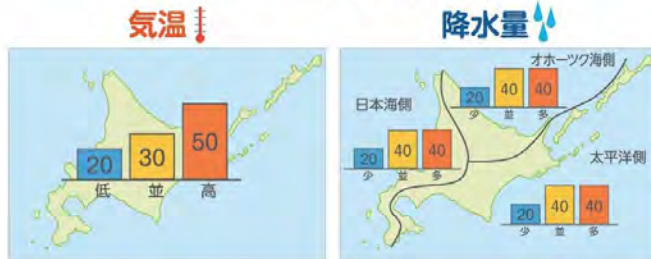 気温
降水量
20 30 50
低 並 高
オホーツク海側
20 40 40
少 並 多
日本海側
20 40 40
少 並 多
太平洋側
20 40 40
少 並 多